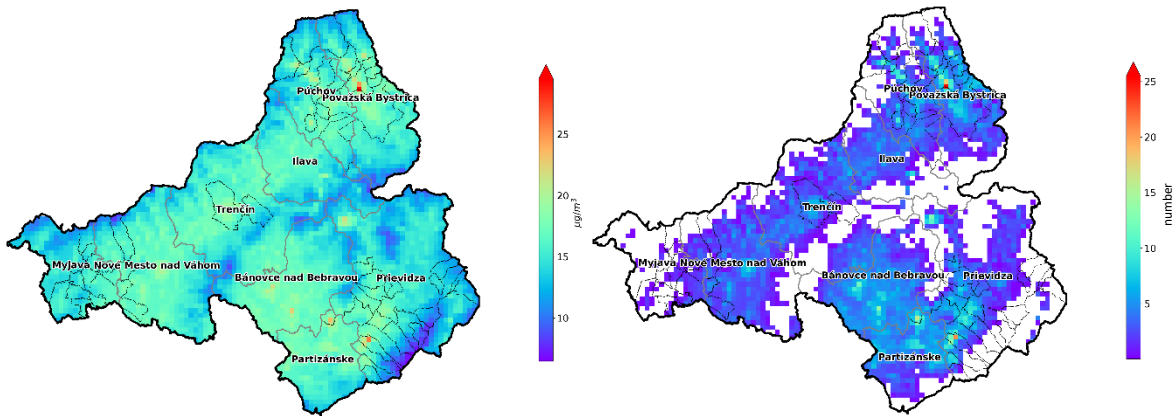 Púchov
Považská Bystrica
Ilava
Trenčín
Myjava Nové Mesto nad Váhom
Bánovce nad Bebravou
Prievidza
Partizánske
25
20
15
10
μg/m³
Púchov
Považská Bystrica
Ilava
Trenčín
Myjava Nové Mesto nad Váhom
Bánovce nad Bebravou
Prievidza
Partizánske
25
20
15
10
5
number